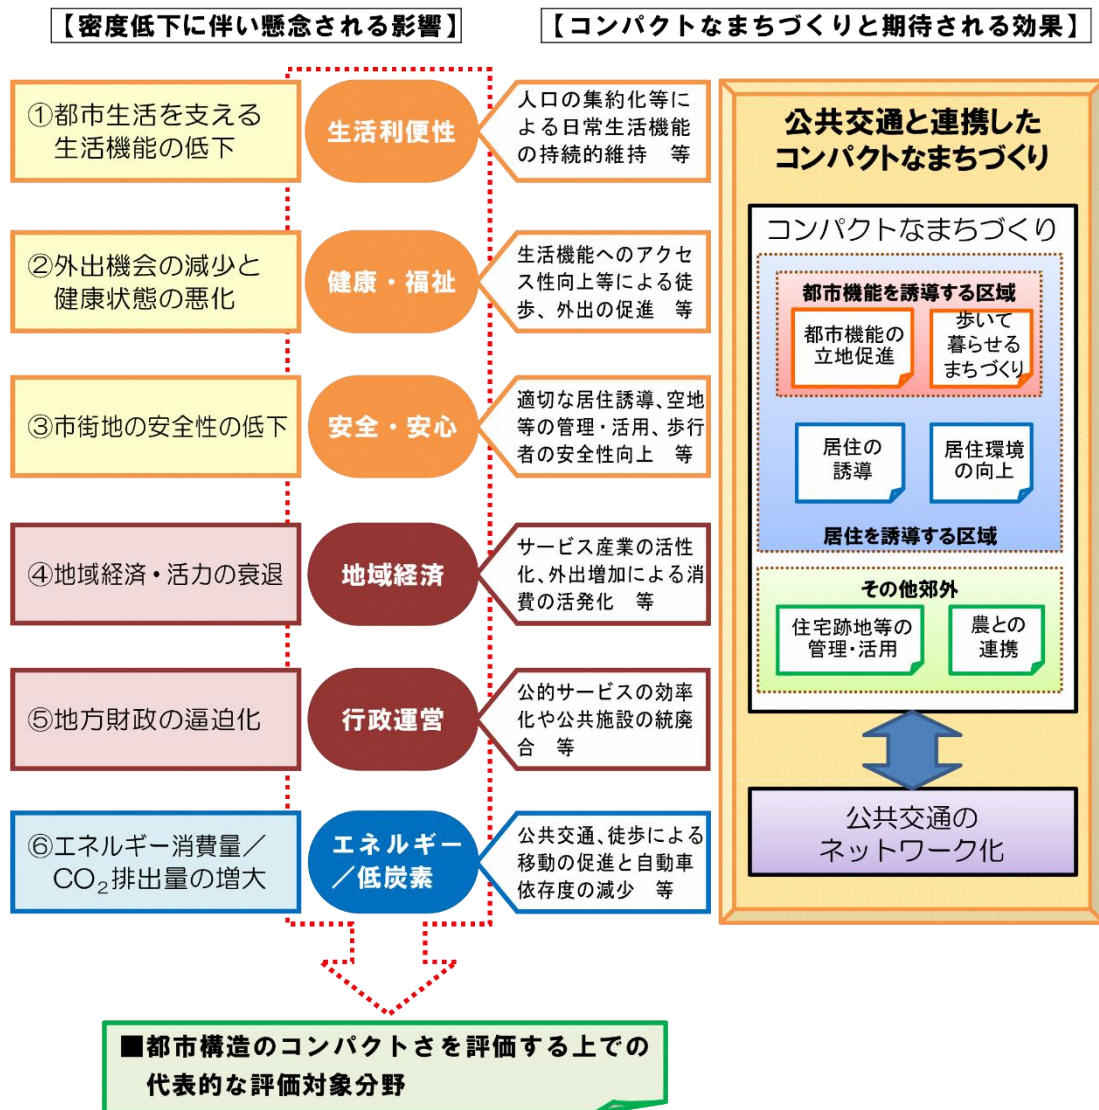 【密度低下に伴い懸念される影響】
【コンパクトなまちづくりと期待される効果】
①都市生活を支える
生活機能の低下
生活利便性
人口の集約化等に
よる日常生活機能
の持続的維持　等
②外出機会の減少と
健康状態の悪化
健康・福祉
生活機能へのアクセ
ス性向上等による徒
歩、外出の促進　等
③市街地の安全性の低下
安全・安心
適切な居住誘導、空地
等の管理・活用、歩行
者の安全性向上　等
④地域経済・活力の衰退
地域経済
サービス産業の活性
化、外出増加による消
費の活発化　等
⑤地方財政の逼迫化
行政運営
公的サービスの効率
化や公共施設の統廃
合　等
⑥エネルギー消費量／
CO₂排出量の増大
エネルギー
／低炭素
公共交通、徒歩による
移動の促進と自動車
依存度の減少　等
公共交通と連携した
コンパクトなまちづくり
コンパクトなまちづくり
都市機能を誘導する区域
都市機能の
立地促進
歩いて
暮らせる
まちづくり
居住の
誘導
居住環境
の向上
居住を誘導する区域
その他郊外
住宅跡地等の
管理・活用
農との
連携
公共交通の
ネットワーク化
■都市構造のコンパクトさを評価する上での
代表的な評価対象分野